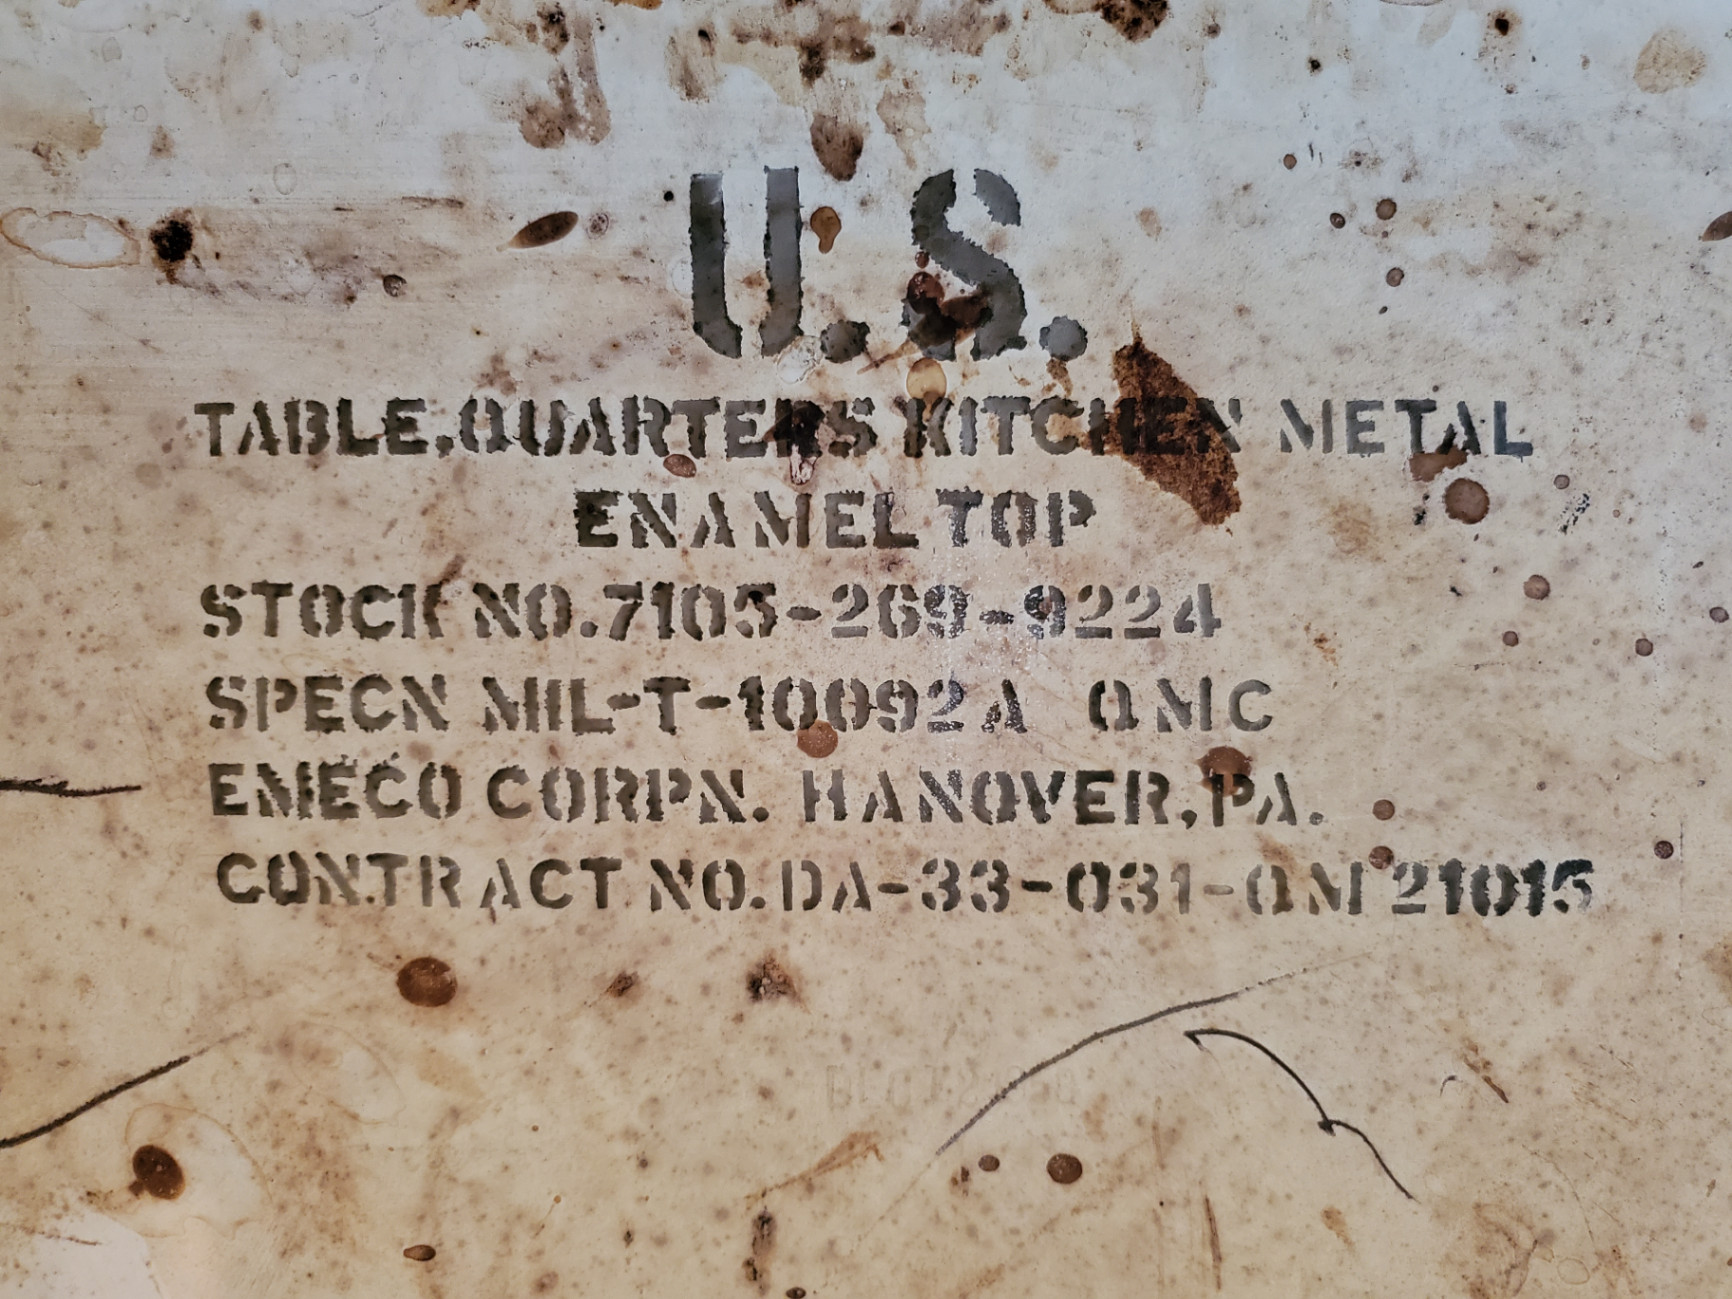 U.S.
TABLE,QUARTERS KITCHEN METAL
ENAMEL TOP
STOCK NO.7105-269-9224
SPECN MIL-T-10092A QMC
EMECO CORPN. HANOVER,PA.
CONTRACT NO.DA-33-031-QM 21015